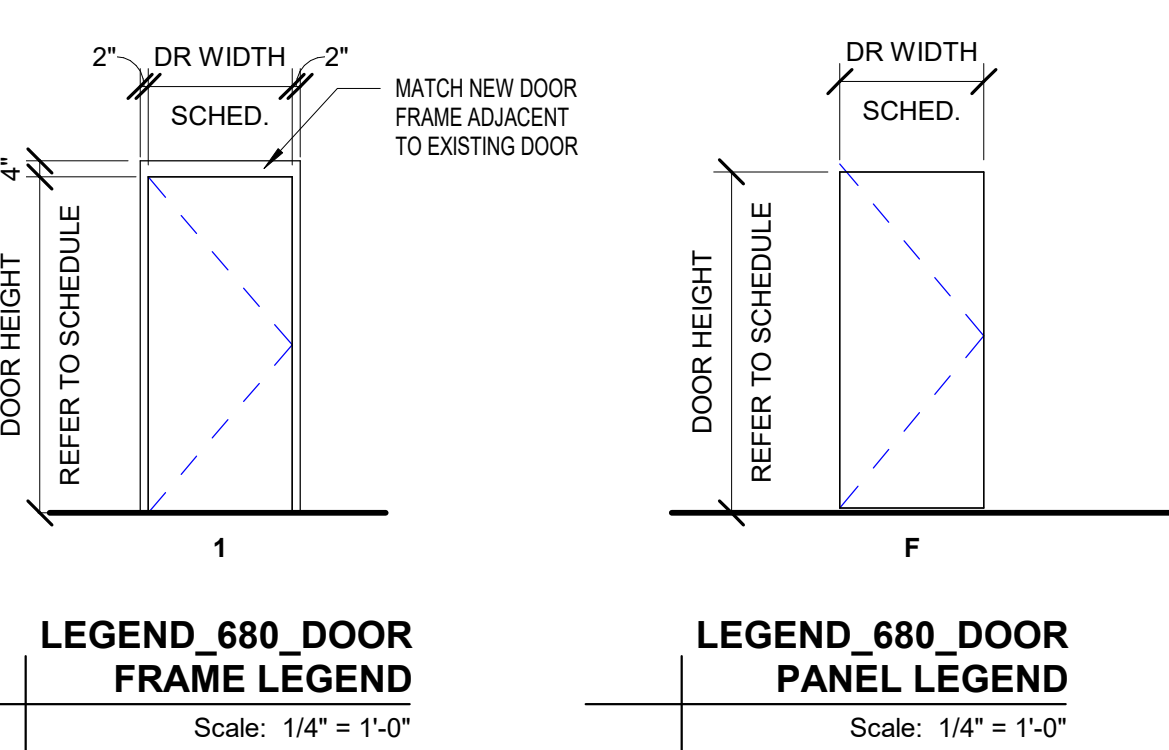 2" DR WIDTH 2"
SCHED.
MATCH NEW DOOR
FRAME ADJACENT
TO EXISTING DOOR
4"
DOOR HEIGHT
REFER TO SCHEDULE
1
LEGEND_680_DOOR
FRAME LEGEND
Scale: 1/4" = 1'-0"
DR WIDTH
SCHED.
DOOR HEIGHT
REFER TO SCHEDULE
F
LEGEND_680_DOOR
PANEL LEGEND
Scale: 1/4" = 1'-0"